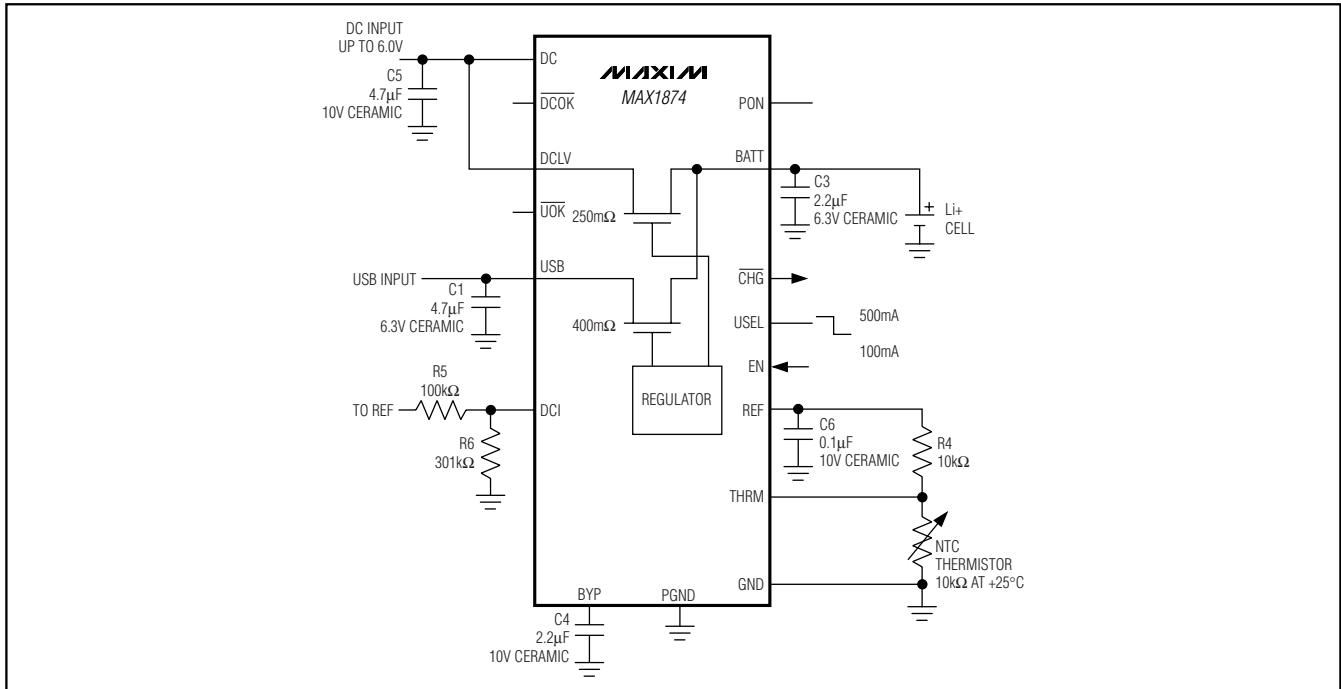 DC INPUT
UP TO 6.0V
C5
4.7µF
10V CERAMIC
DC
MAXIM
MAX1874
DCOK
PON
DCLV
BATT
C3
2.2µF
6.3V CERAMIC
Li+
CELL
+
UOK
250mΩ
USB INPUT
USB
C1
4.7µF
6.3V CERAMIC
CHG
400mΩ
USEL
500mA
100mA
EN
REGULATOR
R5
100kΩ
TO REF
DCI
R6
301kΩ
REF
C6
0.1µF
10V CERAMIC
R4
10kΩ
THRM
NTC
THERMISTOR
10kΩ AT +25°C
GND
BYP
PGND
C4
2.2µF
10V CERAMIC